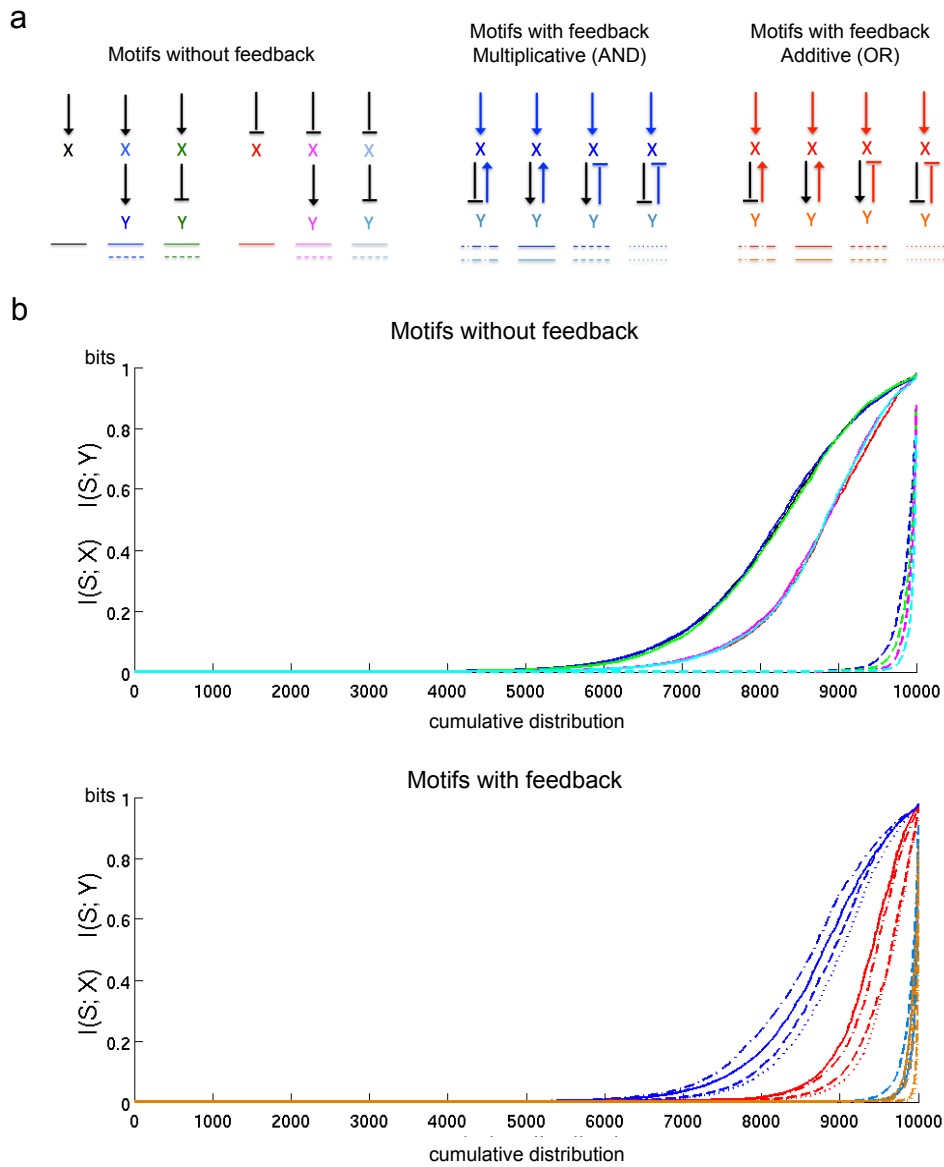 a
Motifs without feedback
Motifs with feedback
Multiplicative (AND)
Motifs with feedback
Additive (OR)
X X X X X X X X X X X X X X
Y Y Y Y Y Y Y Y Y Y Y Y
b
Motifs without feedback
bits
1
0.8
0.6
0.4
0.2
0
I(S; X) I(S; Y)
0 1000 2000 3000 4000 5000 6000 7000 8000 9000 10000
cumulative distribution
Motifs with feedback
bits
1
0.8
0.6
0.4
0.2
0
I(S; X) I(S; Y)
0 1000 2000 3000 4000 5000 6000 7000 8000 9000 10000
cumulative distribution